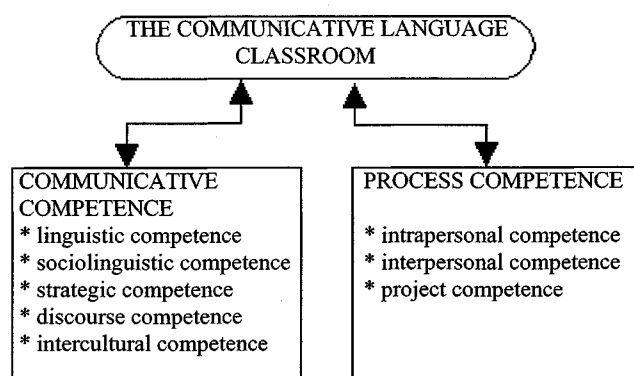 THE COMMUNICATIVE LANGUAGE
CLASSROOM
COMMUNICATIVE
COMPETENCE
* linguistic competence
* sociolinguistic competence
* strategic competence
* discourse competence
* intercultural competence
PROCESS COMPETENCE
* intrapersonal competence
* interpersonal competence
* project competence